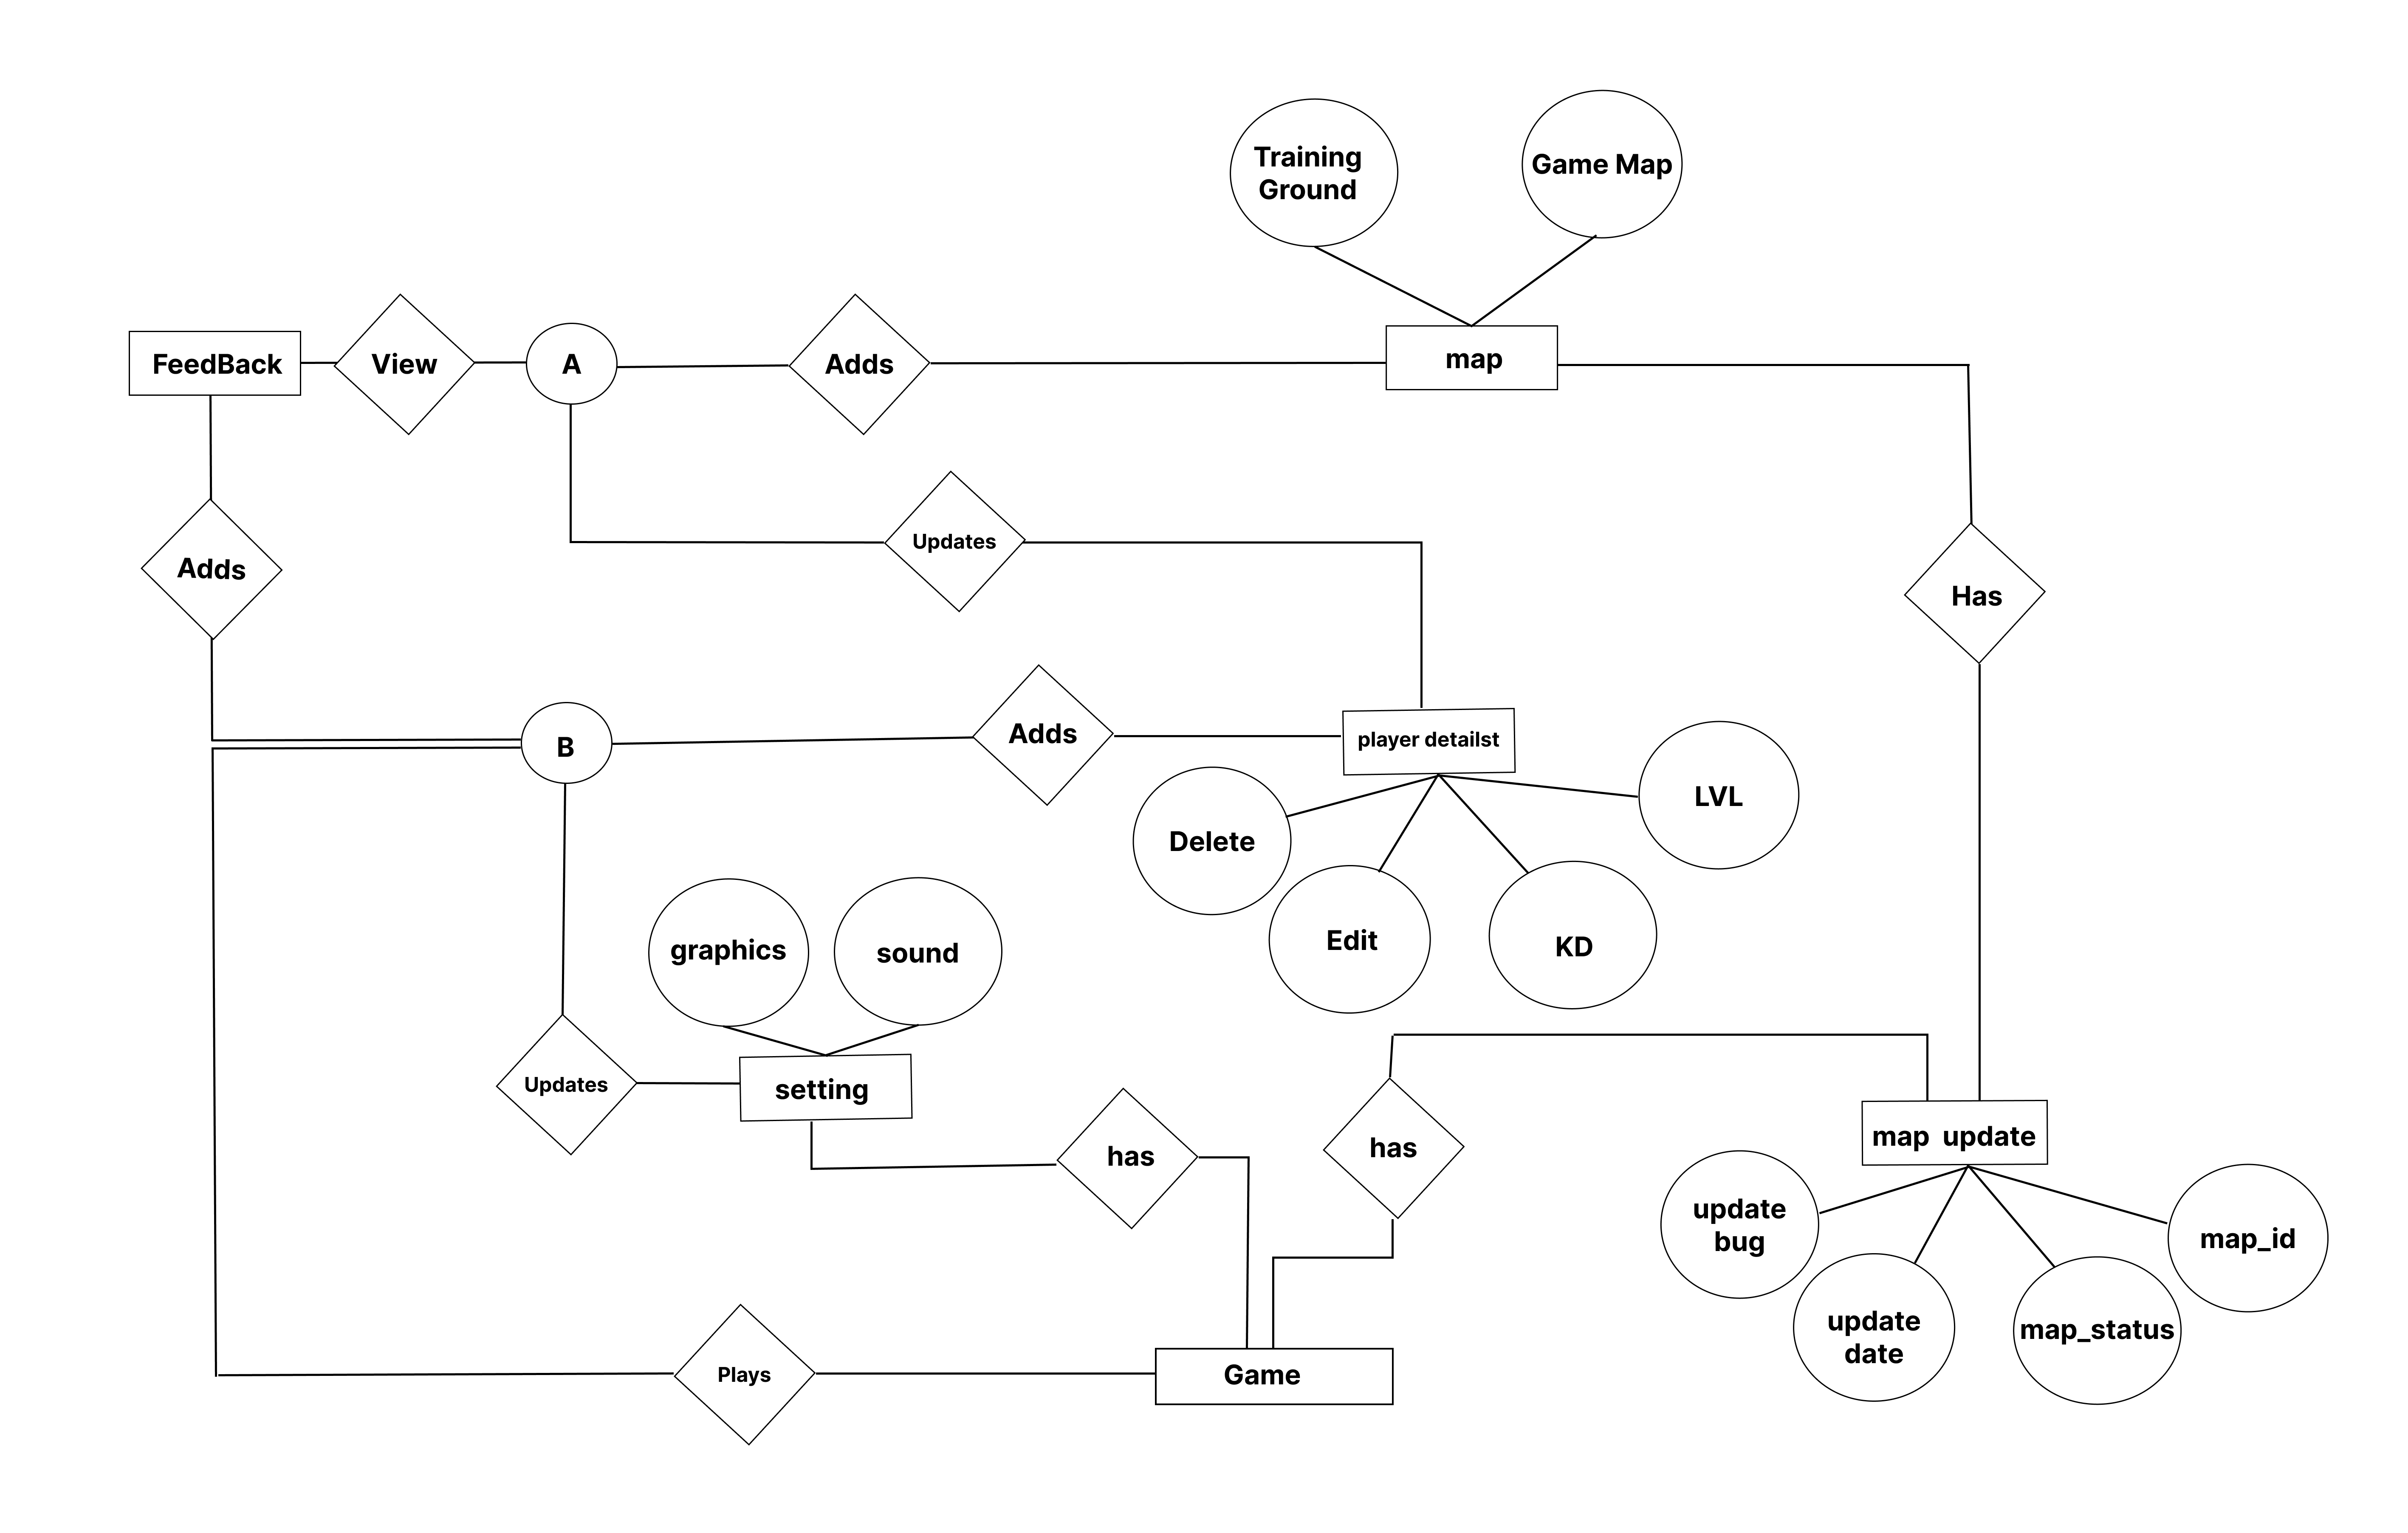 Training
Ground
Game Map
FeedBack
View
A
Adds
map
Updates
Adds
Has
B
Adds
player detailst
LVL
Delete
Edit
KD
graphics
sound
Updates
setting
has
has
map  update
update
bug
map_id
update
date
map_status
Plays
Game